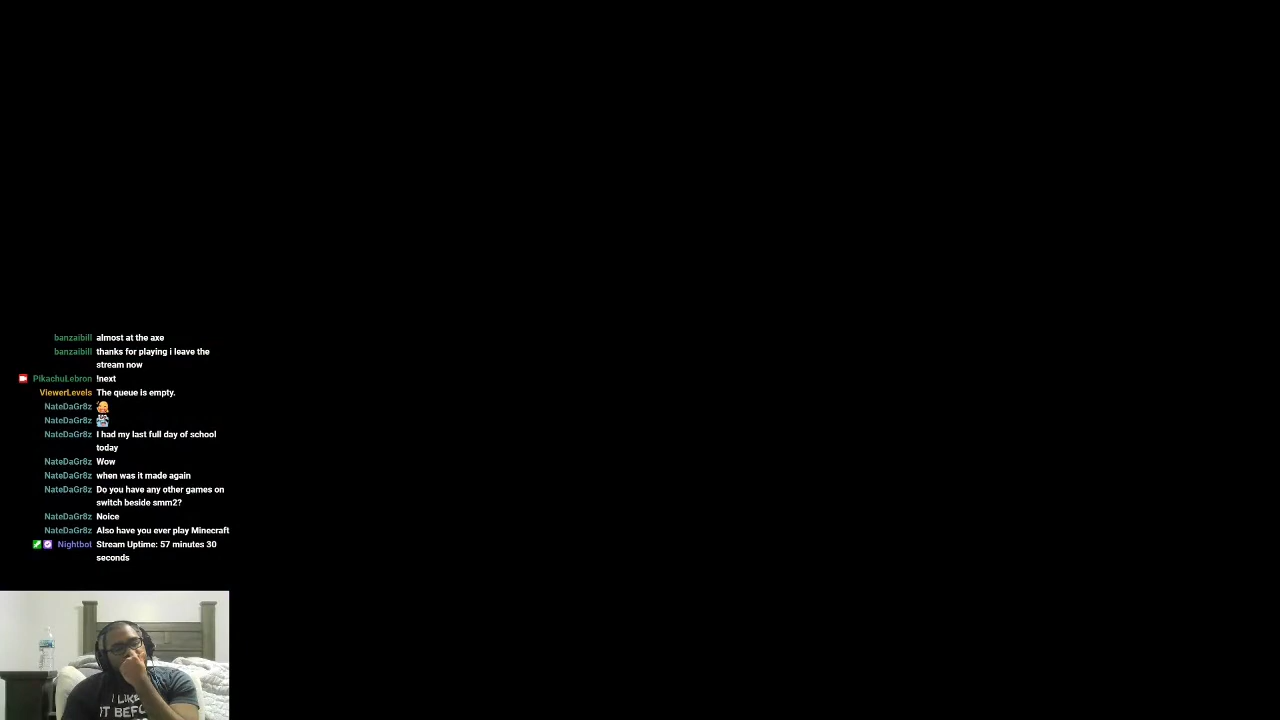 banzaibill almost at the axe
banzaibill thanks for playing i leave the
stream now
PikachuLebron !next
ViewerLevels The queue is empty.
NateDaGr8z
NateDaGr8z
NateDaGr8z I had my last full day of school
today
NateDaGr8z Wow
NateDaGr8z when was it made again
NateDaGr8z Do you have any other games on
switch beside smm2?
NateDaGr8z Noice
NateDaGr8z Also have you ever play Minecraft
Nightbot Stream Uptime: 57 minutes 30
seconds
I LIKE
IT BEFO